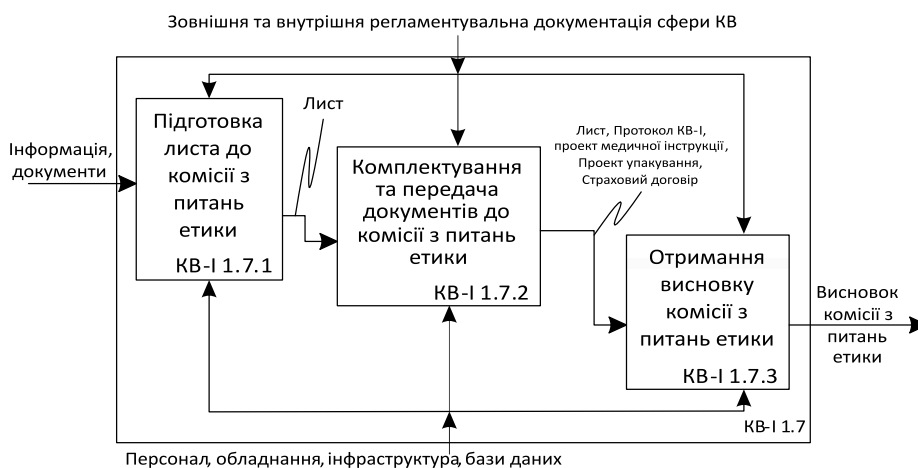 Зовнішня та внутрішня регламентувальна документація сфери КВ
Інформація,
документи
Підготовка
листа до
комісії з
питань
етики
КВ-І 1.7.1
Лист
Комплектування
та передача
документів до
комісії з питань
етики
КВ-І 1.7.2
Лист, Протокол КВ-І,
проект медичної інструкції,
Проект упакування,
Страховий договір
Отримання
висновку
комісії з
питань етики
КВ-І 1.7.3
Висновок
комісії з
питань
етики
КВ-І 1.7
Персонал, обладнання, інфраструктура, бази даних